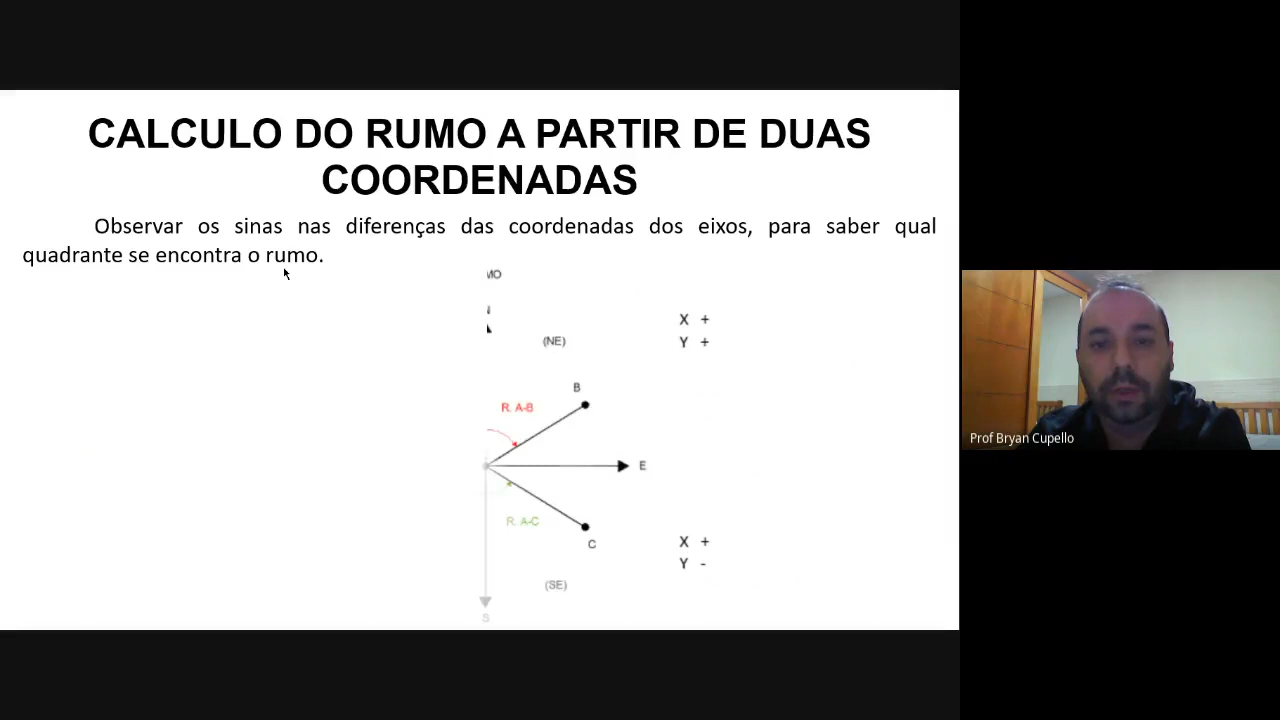 CALCULO DO RUMO A PARTIR DE DUAS
COORDENADAS
Observar os sinas nas diferenças das coordenadas dos eixos, para saber qual
quadrante se encontra o rumo.
(NE)
X +
Y +
B
R. A-B
E
R. A-C
C
X +
Y -
(SE)
S
Prof Bryan Cupello